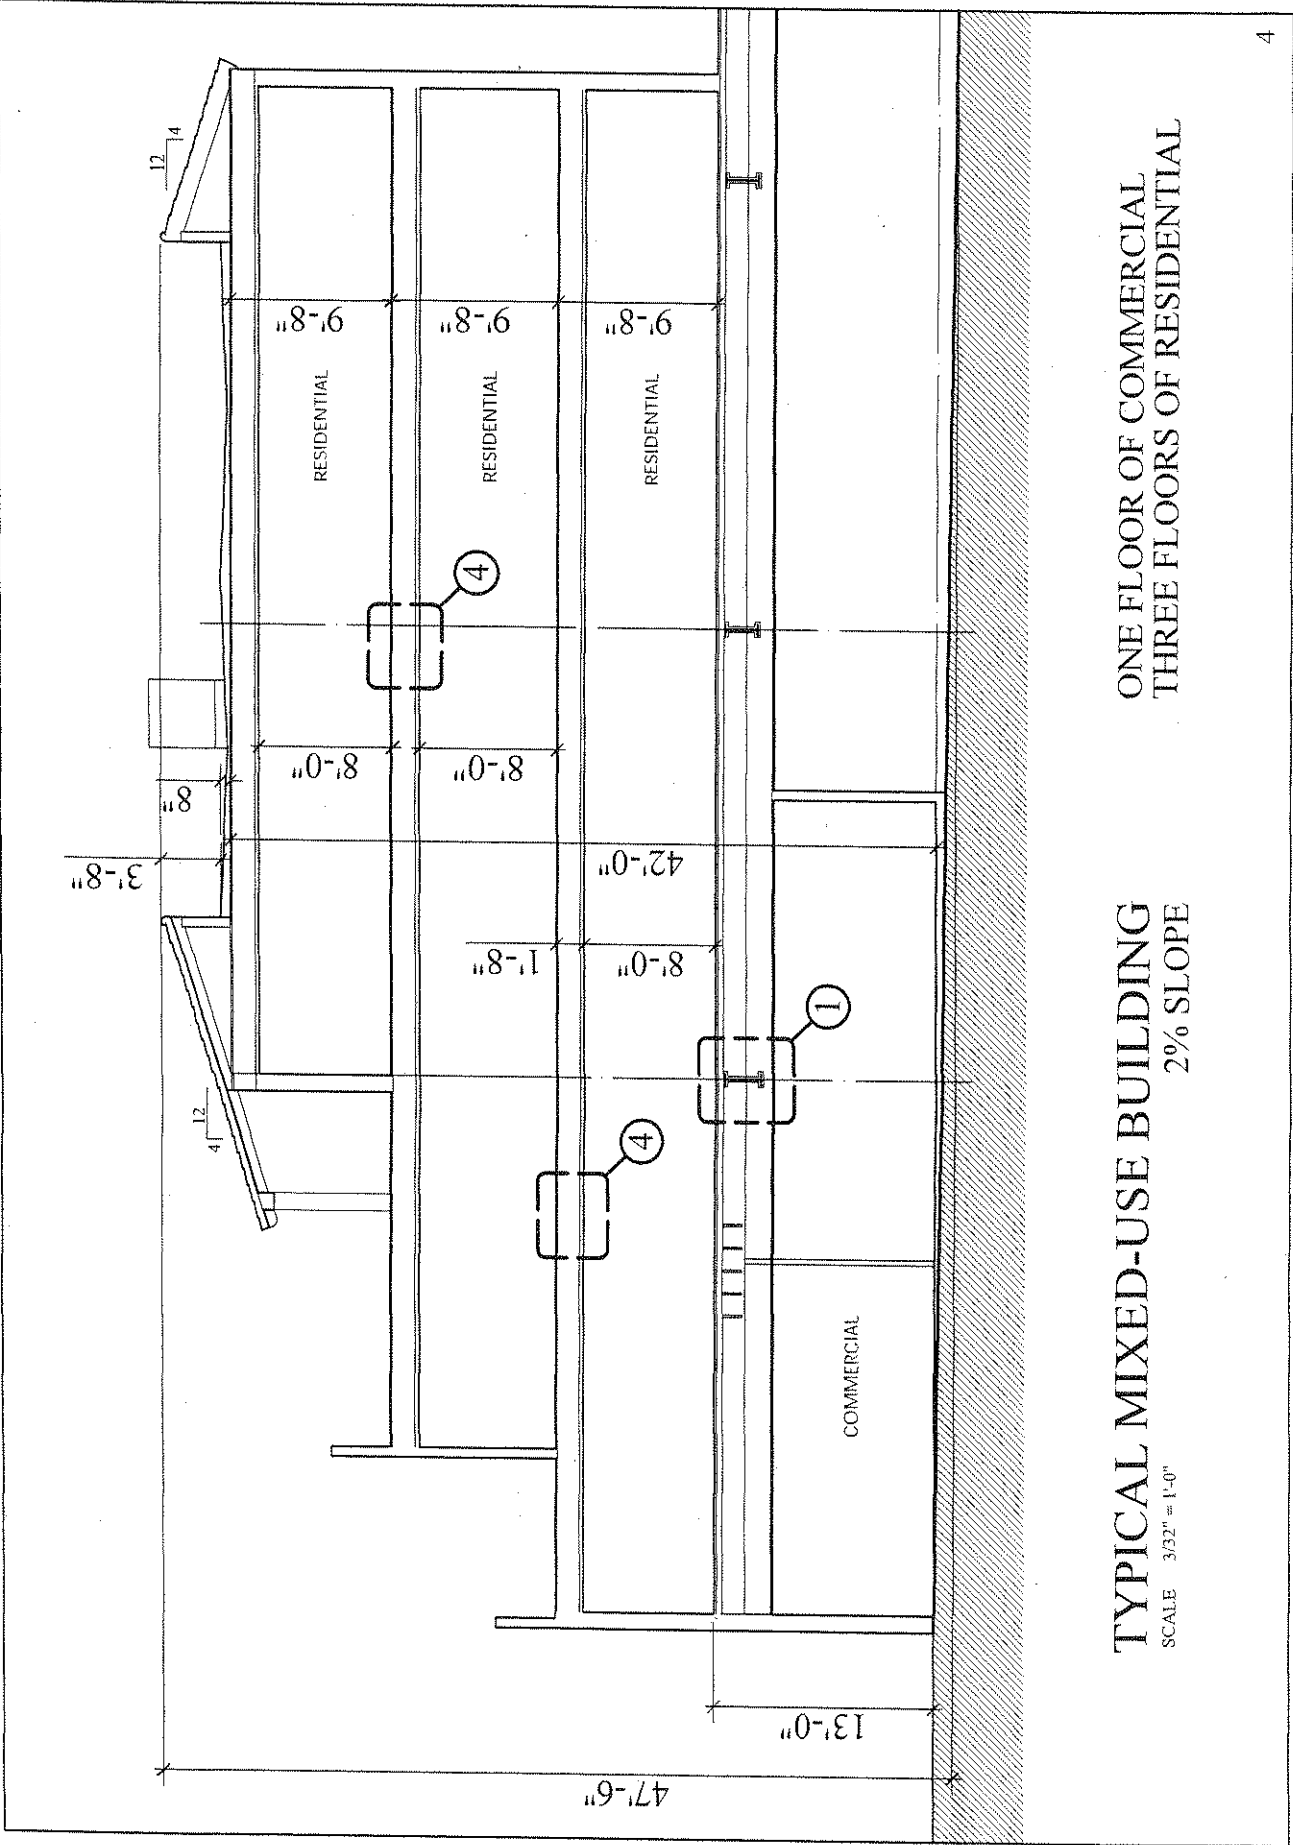 12
4
12
4
3'-8"
8"
9'-8"
9'-8"
9'-8"
RESIDENTIAL
RESIDENTIAL
RESIDENTIAL
8'-0"
8'-0"
42'-0"
1'-8"
8'-0"
4
4
1
COMMERCIAL
13'-0"
47'-6"
TYPICAL MIXED-USE BUILDING
SCALE 3/32" = 1'-0"
2% SLOPE
ONE FLOOR OF COMMERCIAL
THREE FLOORS OF RESIDENTIAL
4